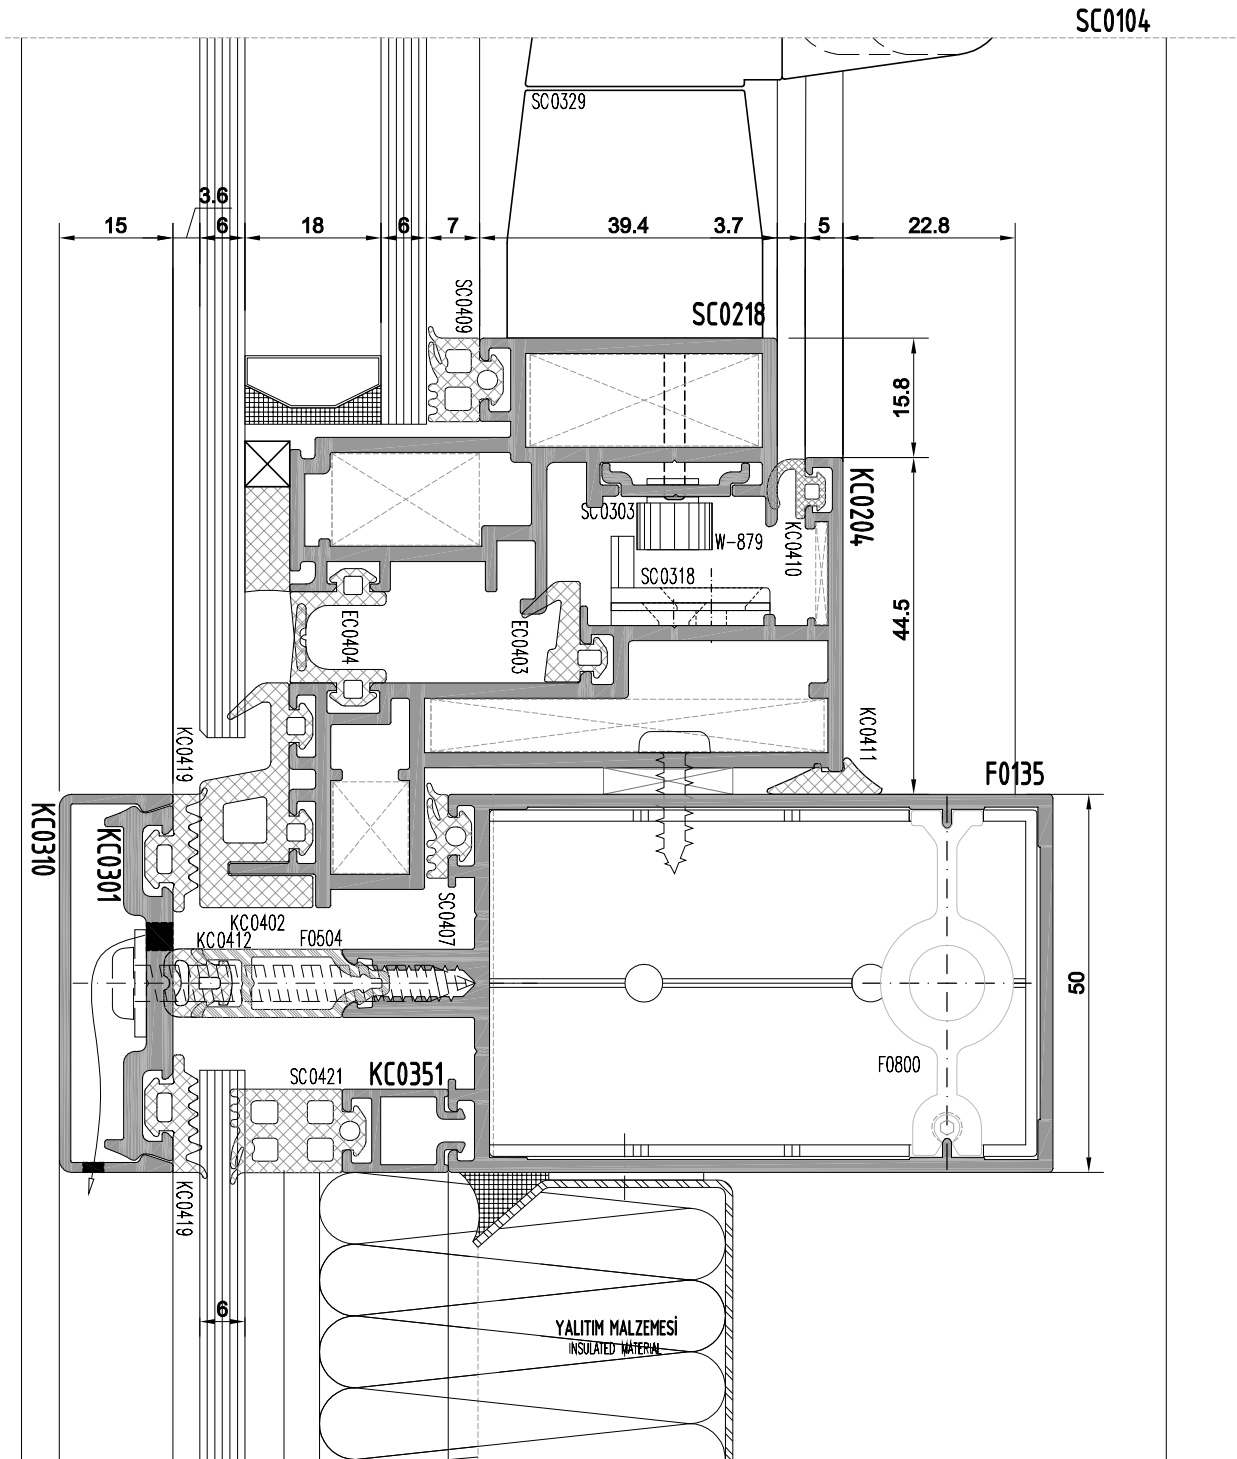 SC0104
SC0329
3.6
15
6
18
6
7
39.4
3.7
5
22.8
SC0409
SC0218
15.8
KC0204
SC0303
W-879
KC0410
SC0318
44.5
EC0404
EC0403
KC0419
KC0411
F0135
KC0310
KC0301
KC0402
KC0412
F0504
SC0407
50
F0800
SC0421
KC0351
KC0419
6
YALITIM MALZEMESİ
INSULATED MATERIAL